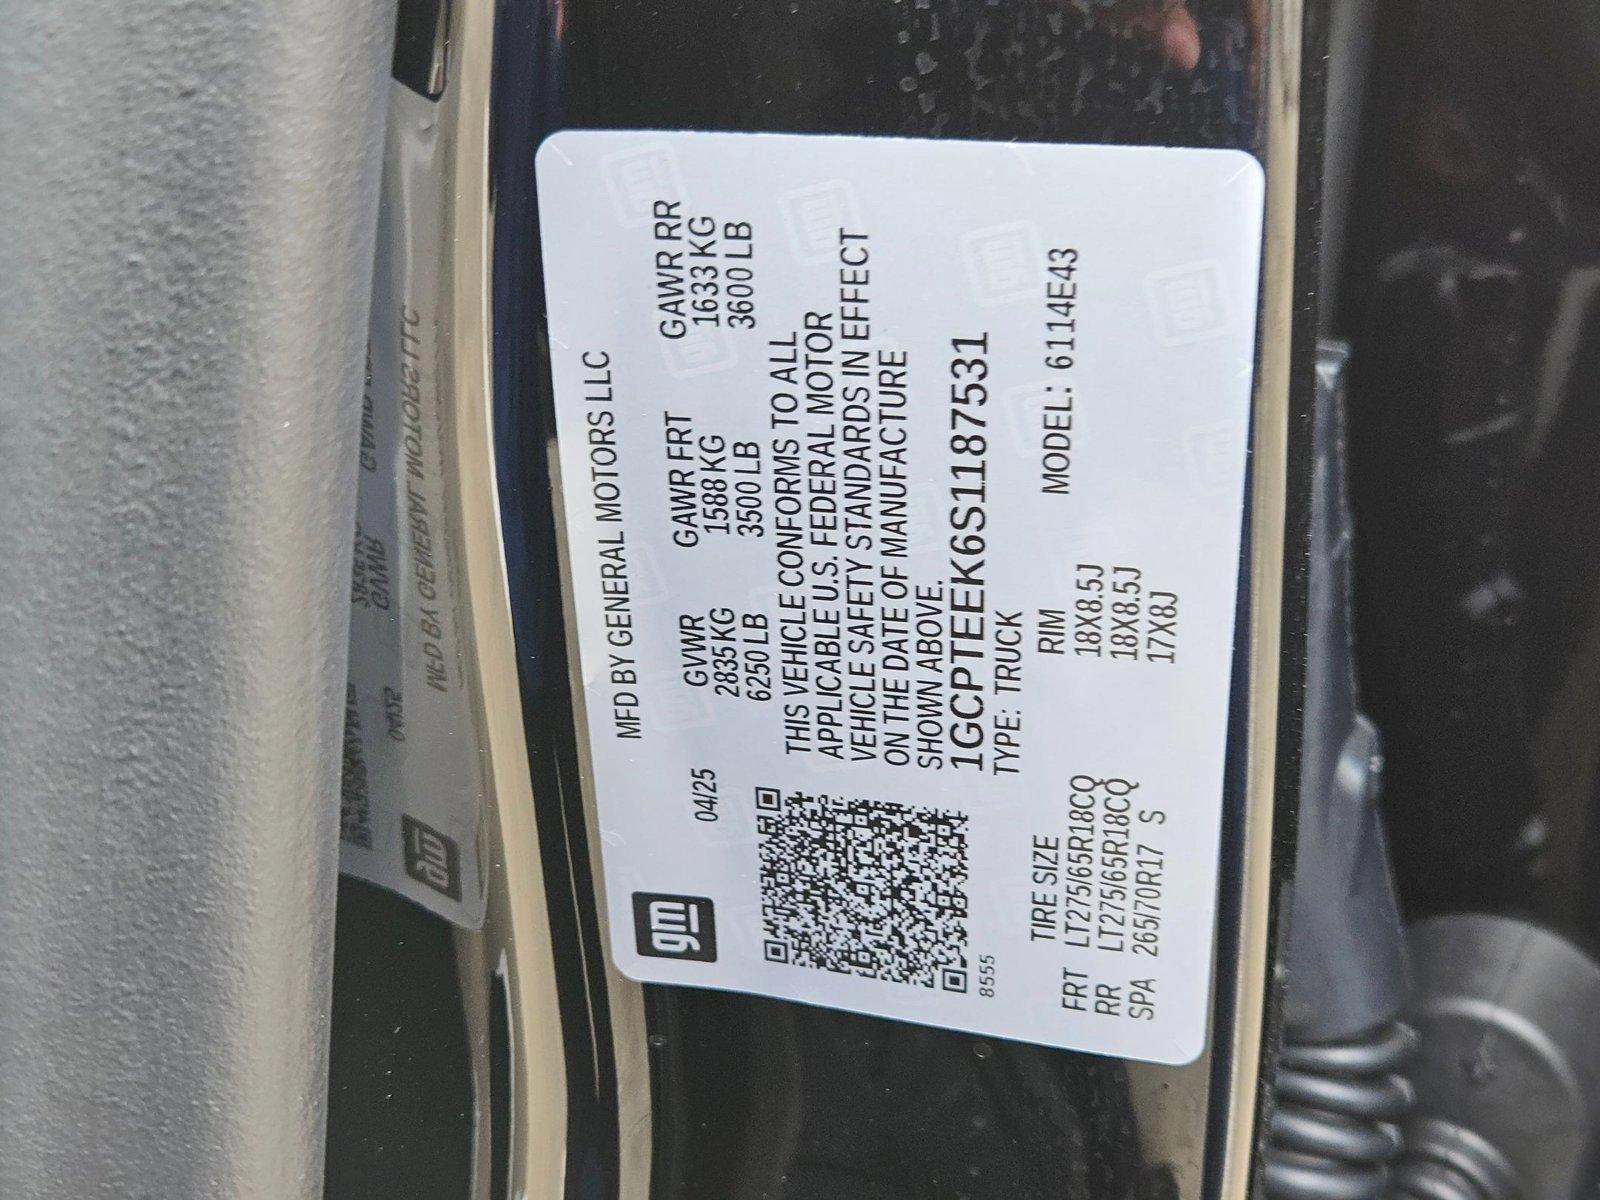 gm
MFD BY GENERAL MOTORS LLC
04/25
GVWR GAWR FRT GAWR RR
2835 KG 1588 KG 1633 KG
6250 LB 3500 LB 3600 LB
THIS VEHICLE CONFORMS TO ALL
APPLICABLE U.S. FEDERAL MOTOR
VEHICLE SAFETY STANDARDS IN EFFECT
ON THE DATE OF MANUFACTURE
SHOWN ABOVE.
1GCPTEEK6S1187531
TYPE: TRUCK
8555
MODEL: 6114E43
TIRE SIZE RIM
FRT LT275/65R18CQ 18X8.5J
RR LT275/65R18CQ 18X8.5J
SPA 265/70R17 S 17X8J